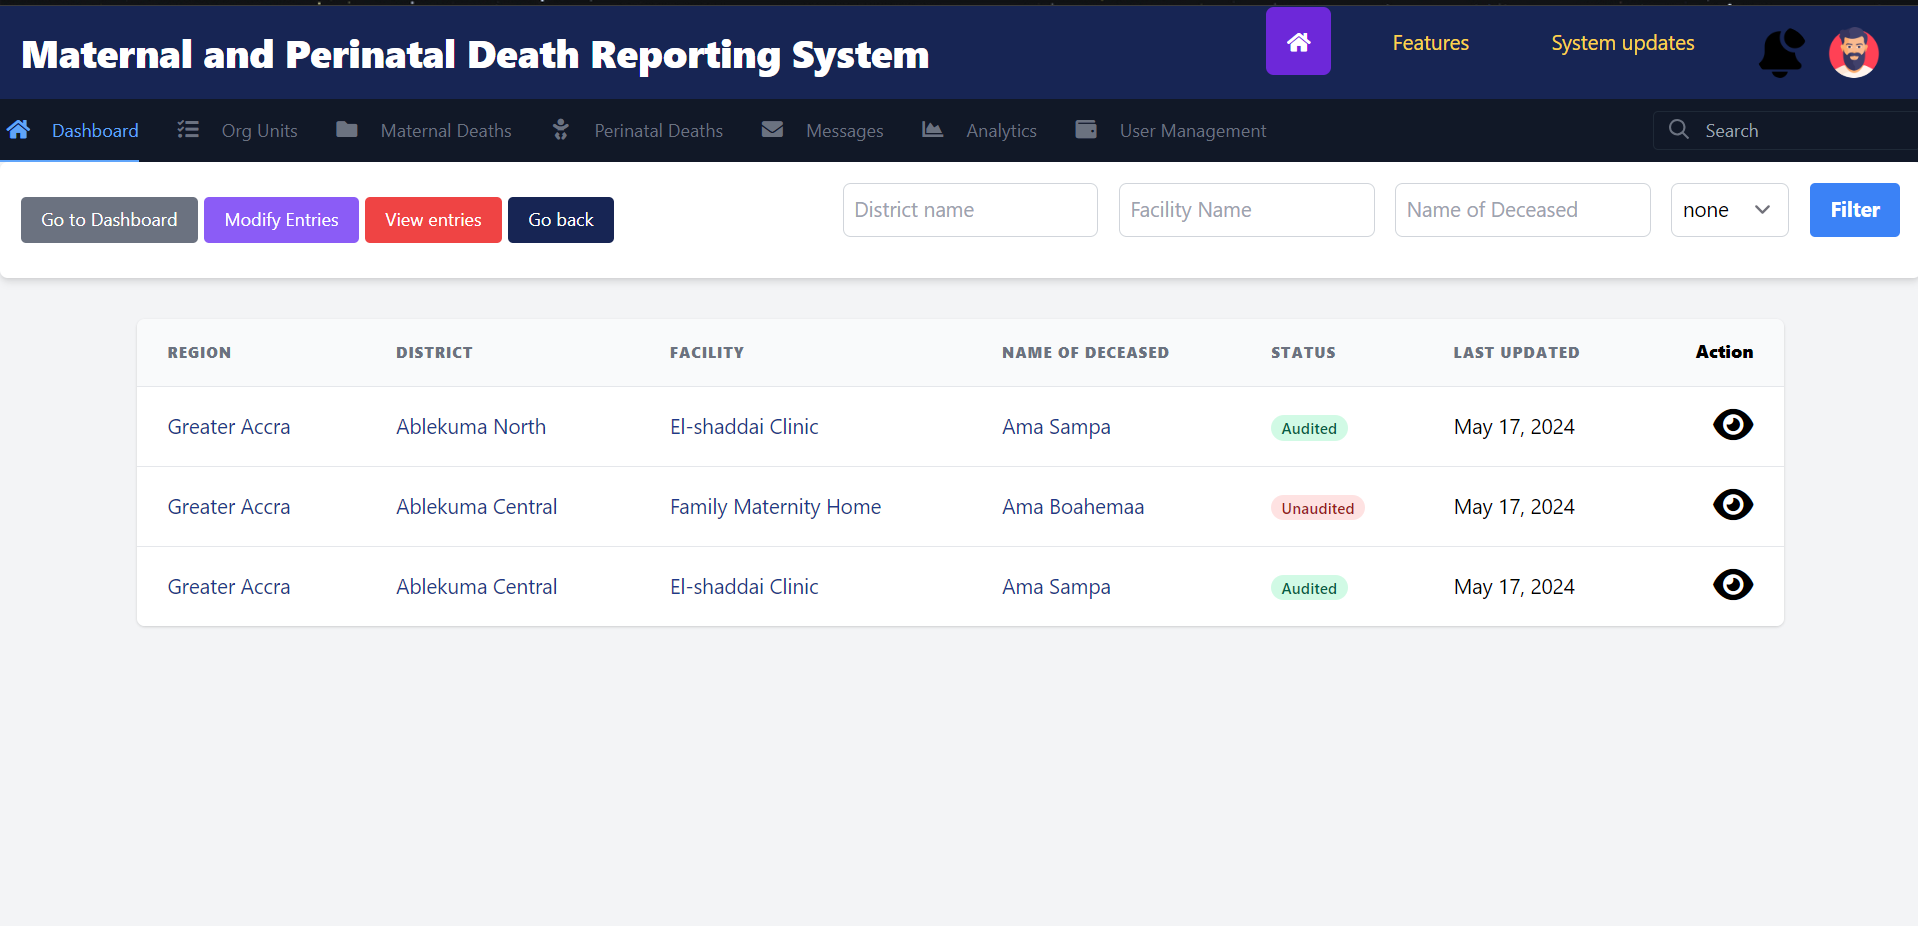 Maternal and Perinatal Death Reporting System
Features
System updates
Dashboard
Org Units
Maternal Deaths
Perinatal Deaths
Messages
Analytics
User Management
Search
Go to Dashboard
Modify Entries
View entries
Go back
District name
Facility Name
Name of Deceased
none
Filter
REGION DISTRICT FACILITY NAME OF DECEASED STATUS LAST UPDATED Action
Greater Accra Ablekuma North El-shaddai Clinic Ama Sampa Audited May 17, 2024
Greater Accra Ablekuma Central Family Maternity Home Ama Boahemaa Unaudited May 17, 2024
Greater Accra Ablekuma Central El-shaddai Clinic Ama Sampa Audited May 17, 2024